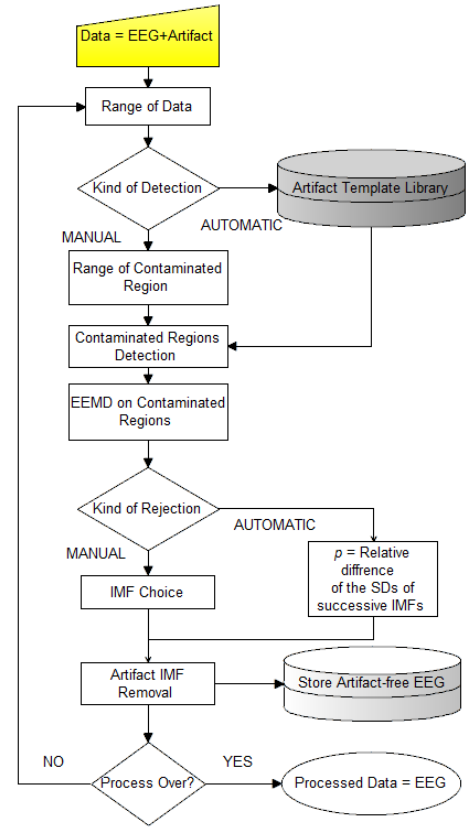 Data = EEG+Artifact
Range of Data
Kind of Detection
Artifact Template Library
AUTOMATIC
MANUAL
Range of Contaminated
Region
Contaminated Regions
Detection
EEMD on Contaminated
Regions
Kind of Rejection
AUTOMATIC
MANUAL
p = Relative
diffrence
of the SDs of
successive IMFs
IMF Choice
Artifact IMF
Removal
Store Artifact-free EEG
NO
YES
Process Over?
Processed Data = EEG